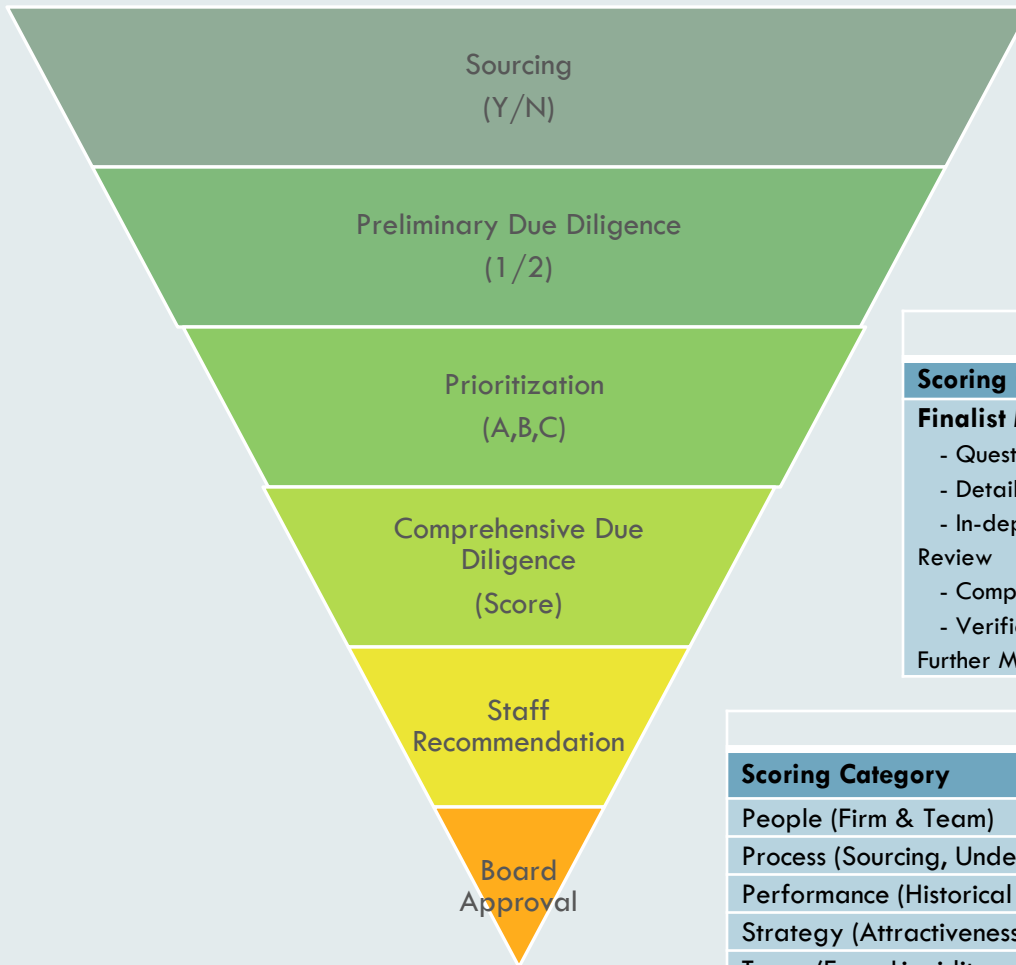 Sourcing
(Y/N)
Preliminary Due Diligence
(1/2)
Prioritization
(A,B,C)
Comprehensive Due
Diligence
(Score)
Staff
Recommendation
Board
Approval
Scoring
Finalist
- Quest
- Detail
- In-dep
Review
- Comp
- Verifi
Further M
Scoring Category
People (Firm & Team)
Process (Sourcing, Unde
Performance (Historical
Strategy (Attractiveness